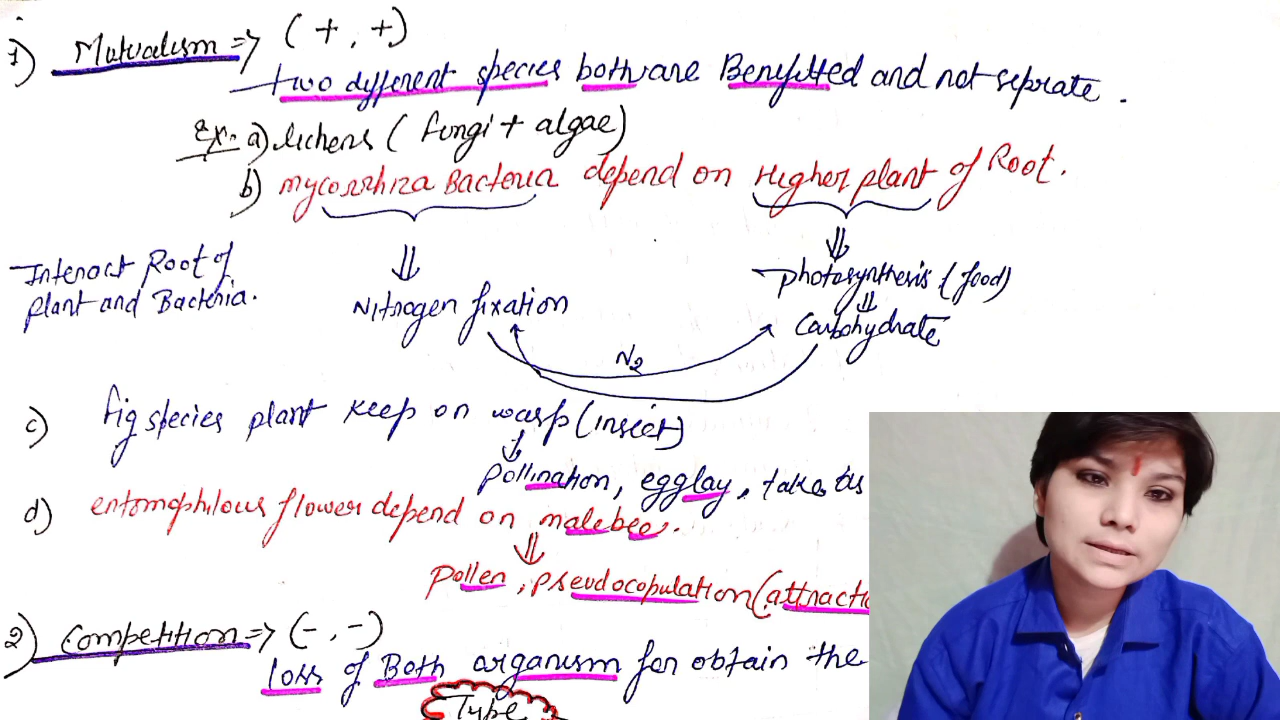 1) Mutualism => (+, +)
two different species both are Benefitted and not seprate.
Ex:- a) lichens (fungi + algae)
b) mycorrhiza Bacteria depend on Higher plant of Root.
Interact Root of
plant and Bacteria.
Nitrogen fixation
photosynthesis (food)
Carbohydrate
N2
c) fig species plant keep on wasp (insect)
pollination, egglay, take
d) entomophilous flower depend on malebee.
pollen, pseudocopulation (attractio
2) Competition => (-, -)
loss of Both organism for obtain the
Type